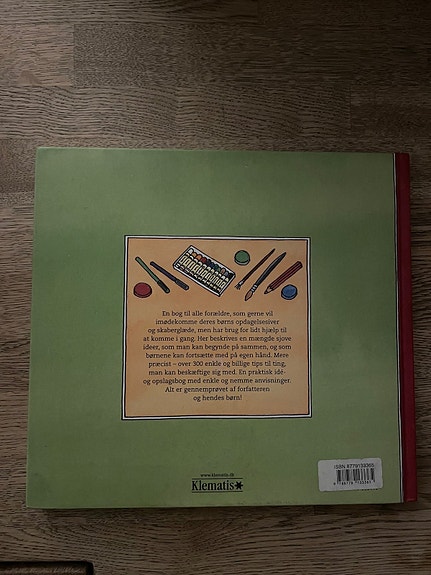 En bog til alle forældre, som gerne vil
imødekomme deres børns opdagelsesiver
og skaberglæde, men har brug for lidt hjælp til
at komme i gang. Her beskrives en mængde sjove
ideer, som man kan begynde på sammen, og som
børnene kan fortsætte med på egen hånd. Mere
præcist – over 300 enkle og billige tips til ting,
man kan beskæftige sig med. En praktisk idé-
og opslagsbog med enkle og nemme anvisninger.
Alt er gennemprøvet af forfatteren
og hendes børn!
www.klematis.dk
Klematis
ISBN 8779133365